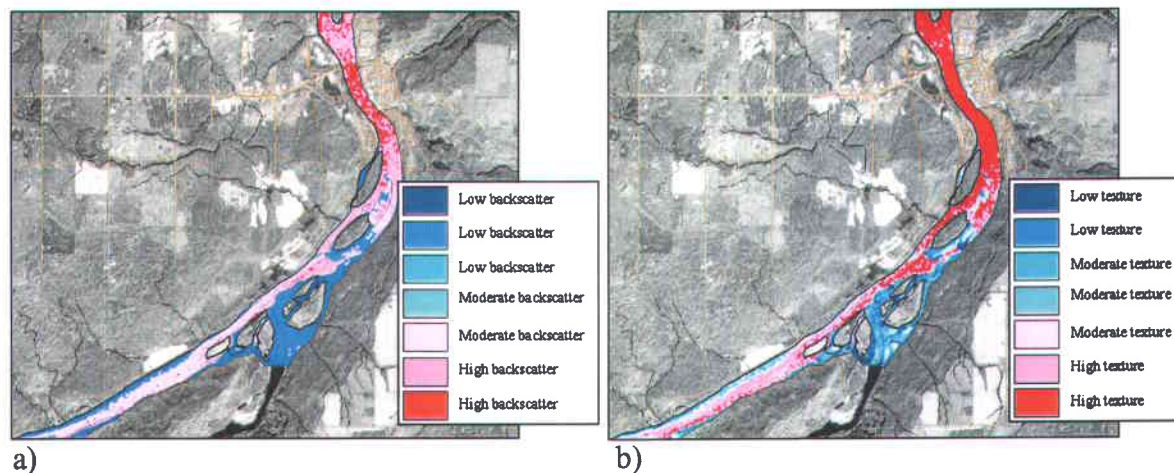 Low backscatter
Low backscatter
Low backscatter
Moderate backscatter
Moderate backscatter
High backscatter
High backscatter
a)
Low texture
Low texture
Moderate texture
Moderate texture
Moderate texture
High texture
High texture
b)